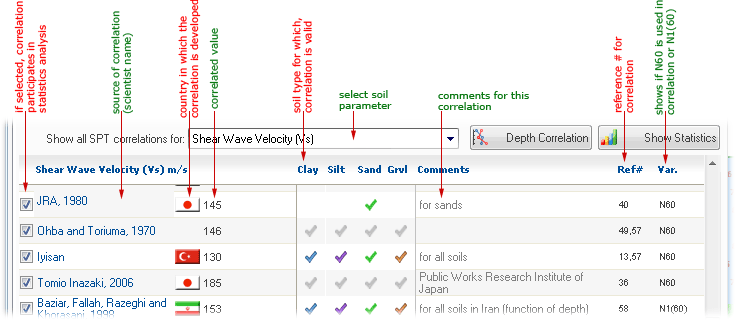 If selected, correlation
participates in
statistics analysis
source of correlation
(scientist name)
country in which the
correlation is developed
correlated value
soil type for which,
correlation is valid
select soil
parameter
comments for this
correlation
reference # for
correlation
shows if N60 is used in
correlation or N1(60)
Show all SPT correlations for: Shear Wave Velocity (Vs) Depth Correlation Show Statistics
Shear Wave Velocity (Vs) m/s Clay Silt Sand Grvl Comments Ref# Var.
JRA, 1980 145 for sands 40 N60
Ohba and Toriuma, 1970 146 49,57 N60
Iyisan 130 for all soils 13,57 N60
Tomio Inazaki, 2006 185 Public Works Research Institute of
Japan 36 N60
Baziar, Fallah, Razeghi and
Khorasani, 1998 153 for all soils in Iran (function of depth) 58 N1(60)